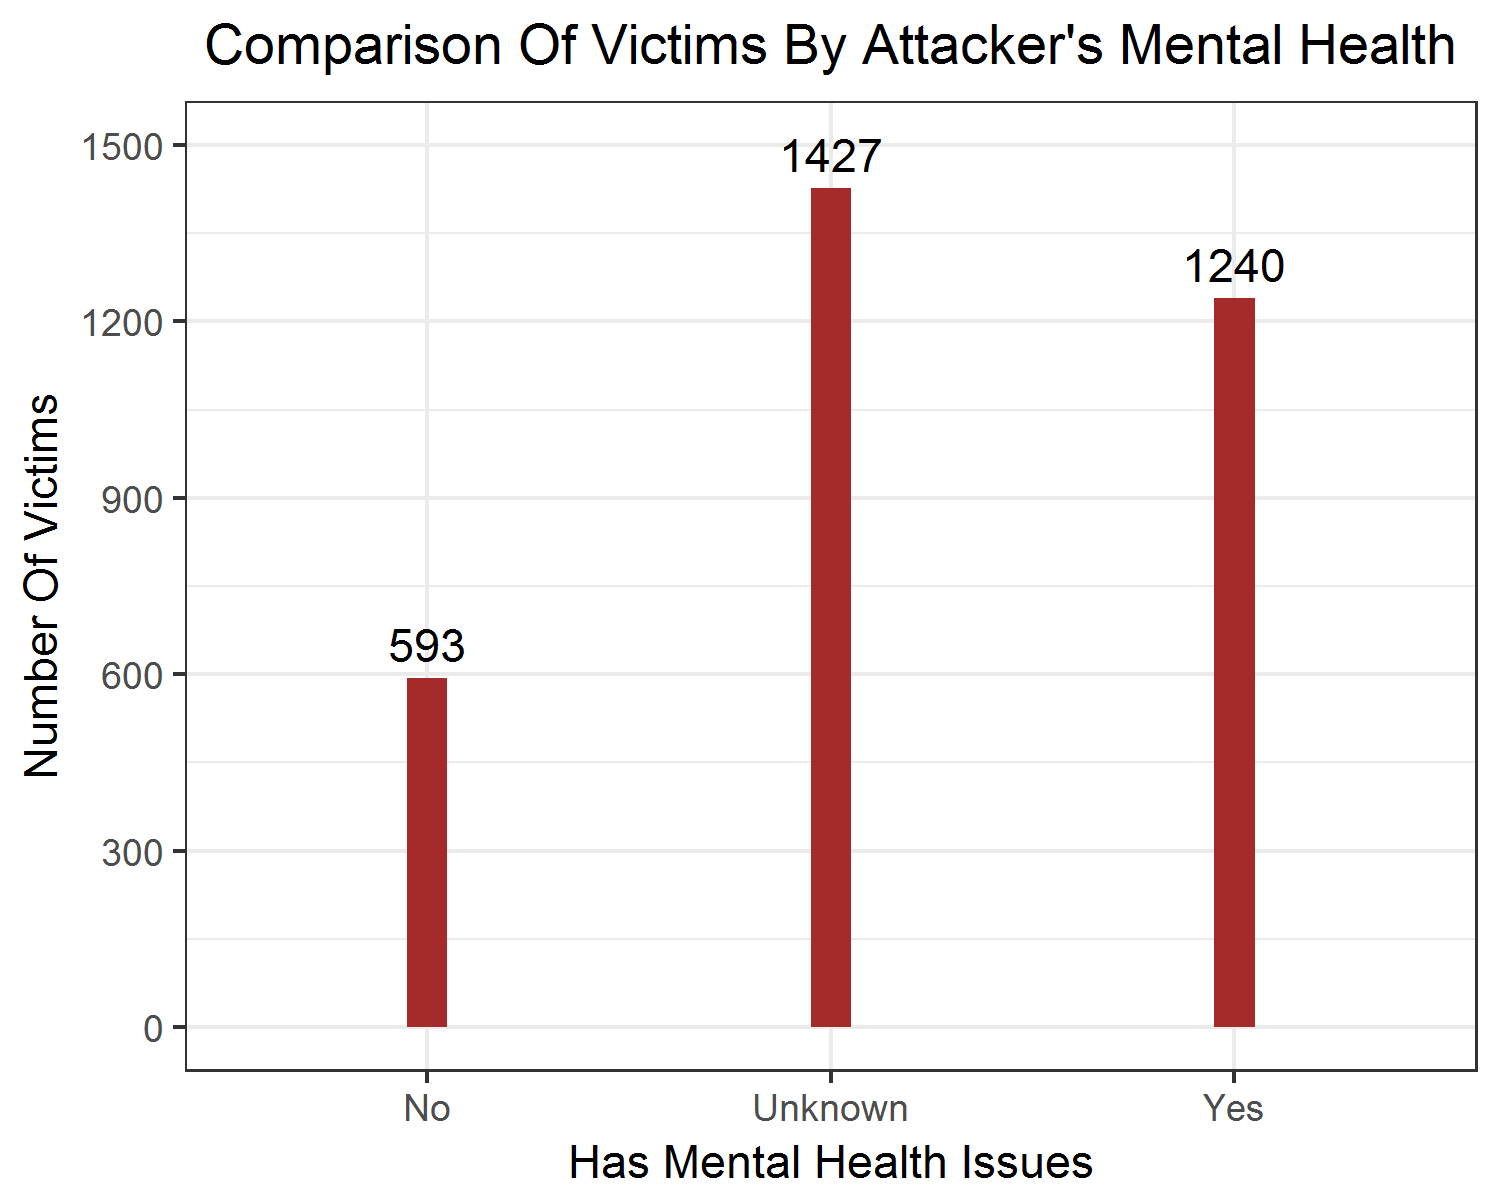 Comparison Of Victims By Attacker's Mental Health
Number Of Victims
1500
1200
900
600
300
0
593
1427
1240
No
Unknown
Yes
Has Mental Health Issues